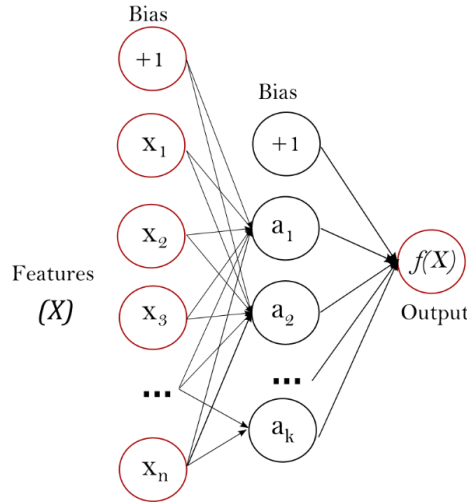 Bias
+1
x1
x2
x3
...
xn
Features
(X)
Bias
+1
a1
a2
...
ak
f(X)
Output